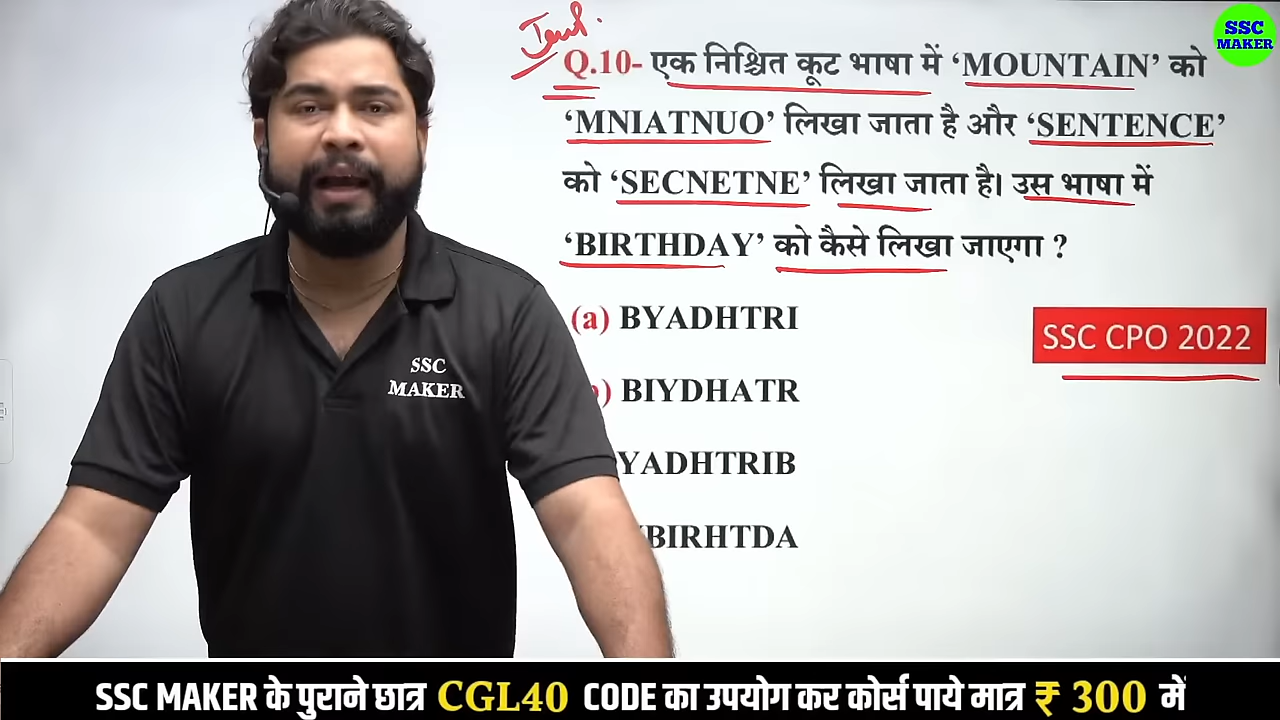 SSC
MAKER
Q.10- एक निश्चित कूट भाषा में ‘MOUNTAIN’ को
‘MNIATNUO’ लिखा जाता है और ‘SENTENCE’
को ‘SECNETNE’ लिखा जाता है। उस भाषा में
‘BIRTHDAY’ को कैसे लिखा जाएगा ?
(a) BYADHTRI
SSC CPO 2022
) BIYDHATR
YADHTRIB
BIRHTDA
SSC
MAKER
SSC MAKER के पुराने छात्र CGL40 CODE का उपयोग कर कोर्स पाये मात्र ₹ 300 में